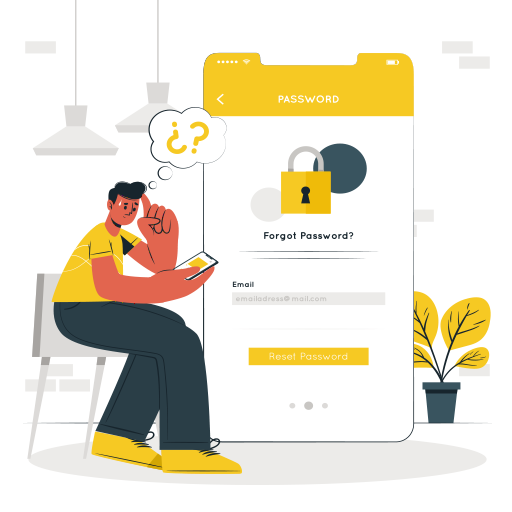 PASSWORD
¿?
Forgot Password?
Email
emailadress@mail.com
Reset Password